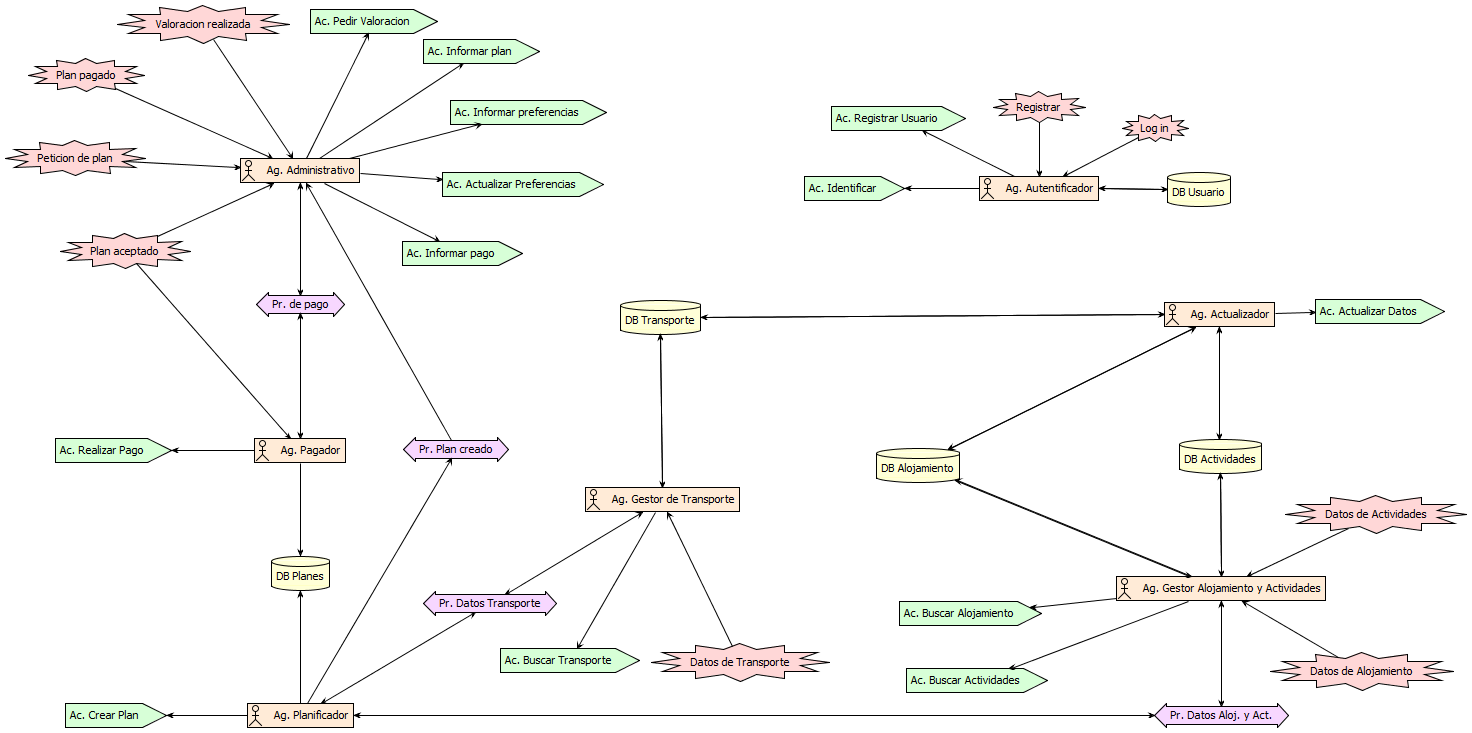 Valoracion realizada
Ac. Pedir Valoracion
Ac. Informar plan
Plan pagado
Ac. Informar preferencias
Registrar
Ac. Registrar Usuario
Log in
Peticion de plan
Ag. Administrativo
Ac. Actualizar Preferencias
Ac. Identificar
Ag. Autentificador
DB Usuario
Plan aceptado
Ac. Informar pago
Pr. de pago
DB Transporte
Ag. Actualizador
Ac. Actualizar Datos
Ac. Realizar Pago
Ag. Pagador
Pr. Plan creado
DB Alojamiento
DB Actividades
Ag. Gestor de Transporte
Datos de Actividades
DB Planes
Ag. Gestor Alojamiento y Actividades
Pr. Datos Transporte
Ac. Buscar Alojamiento
Ac. Buscar Transporte
Datos de Transporte
Ac. Buscar Actividades
Datos de Alojamiento
Ac. Crear Plan
Ag. Planificador
Pr. Datos Aloj. y Act.